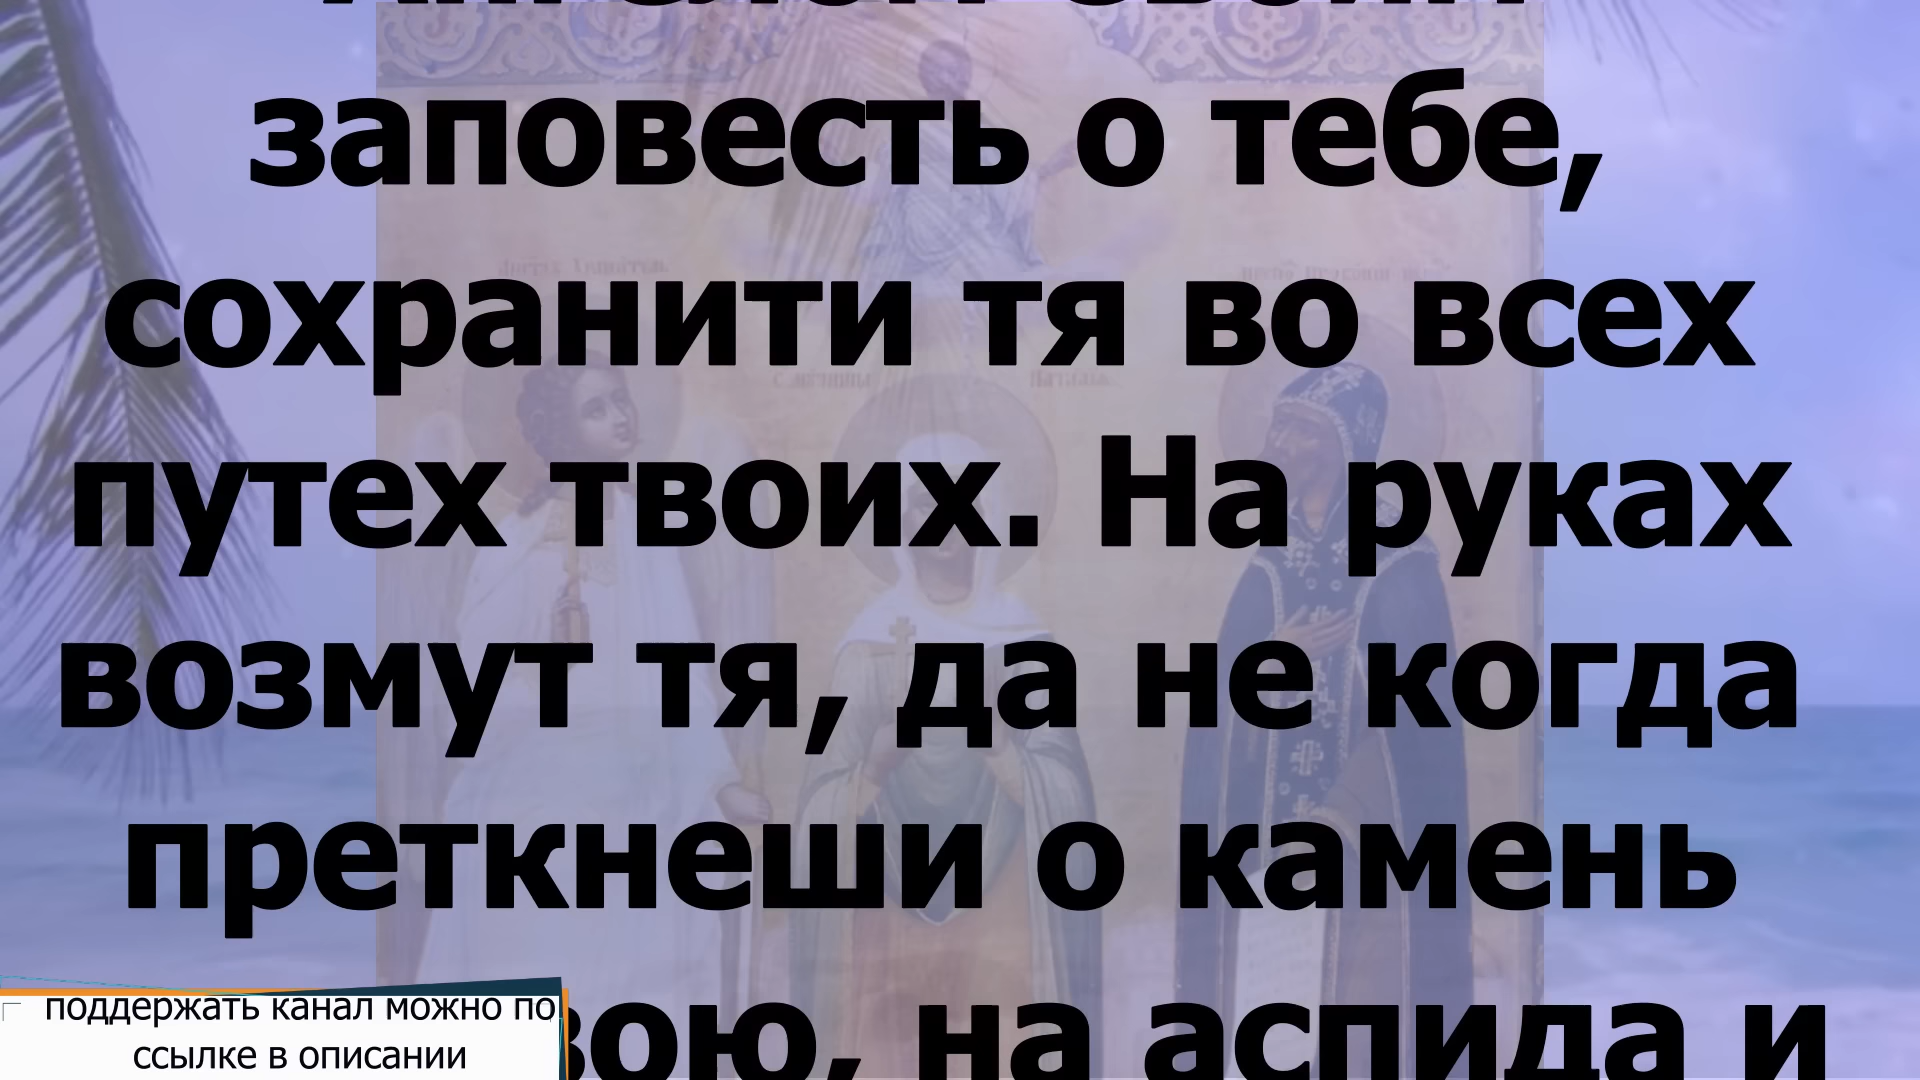 заповесть о тебе,
сохранити тя во всех
путех твоих. На руках
возмут тя, да не когда
преткнеши о камень
на аспида и
поддержать канал можно по
ссылке в описании